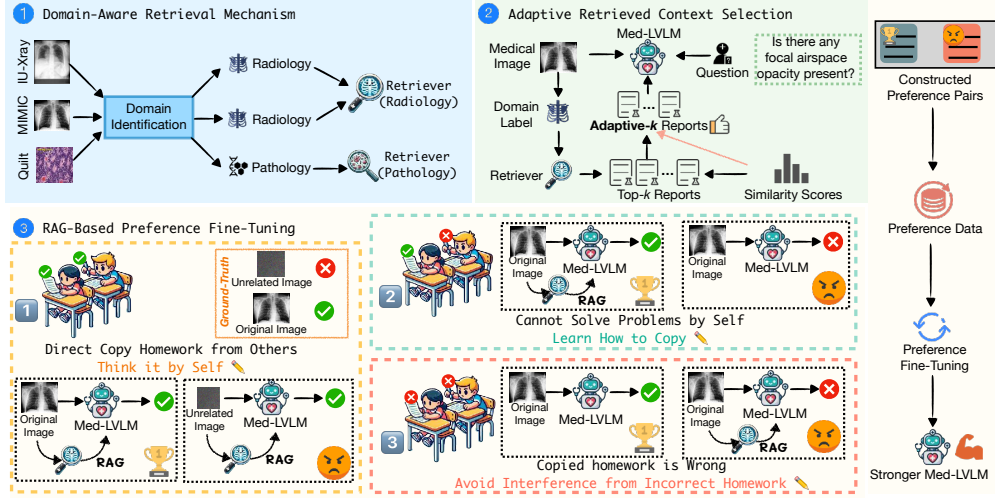 1 Domain-Aware Retrieval Mechanism
IU-Xray
MIMIC
Quilt
Domain
Identification
Radiology
Radiology
Pathology
Retriever
(Radiology)
Retriever
(Pathology)
2 Adaptive Retrieved Context Selection
Medical
Image
Med-LVLM
Question
Is there any
focal airspace
opacity present?
Domain
Label
Adaptive-k Reports
Retriever
Top-k Reports
Similarity Scores
3 RAG-Based Preference Fine-Tuning
1
Ground-Truth
Unrelated Image
Original Image
Direct Copy Homework from Others
Think it by Self
Original
Image
Med-LVLM
RAG
1
Unrelated
Image
Med-LVLM
RAG
2
Original
Image
Med-LVLM
RAG
1
Original
Image
Med-LVLM
Cannot Solve Problems by Self
Learn How to Copy
3
Original
Image
Med-LVLM
1
Original
Image
Med-LVLM
RAG
Copied homework is Wrong
Avoid Interference from Incorrect Homework
Constructed
Preference Pairs
Preference Data
Preference
Fine-Tuning
Stronger Med-LVLM